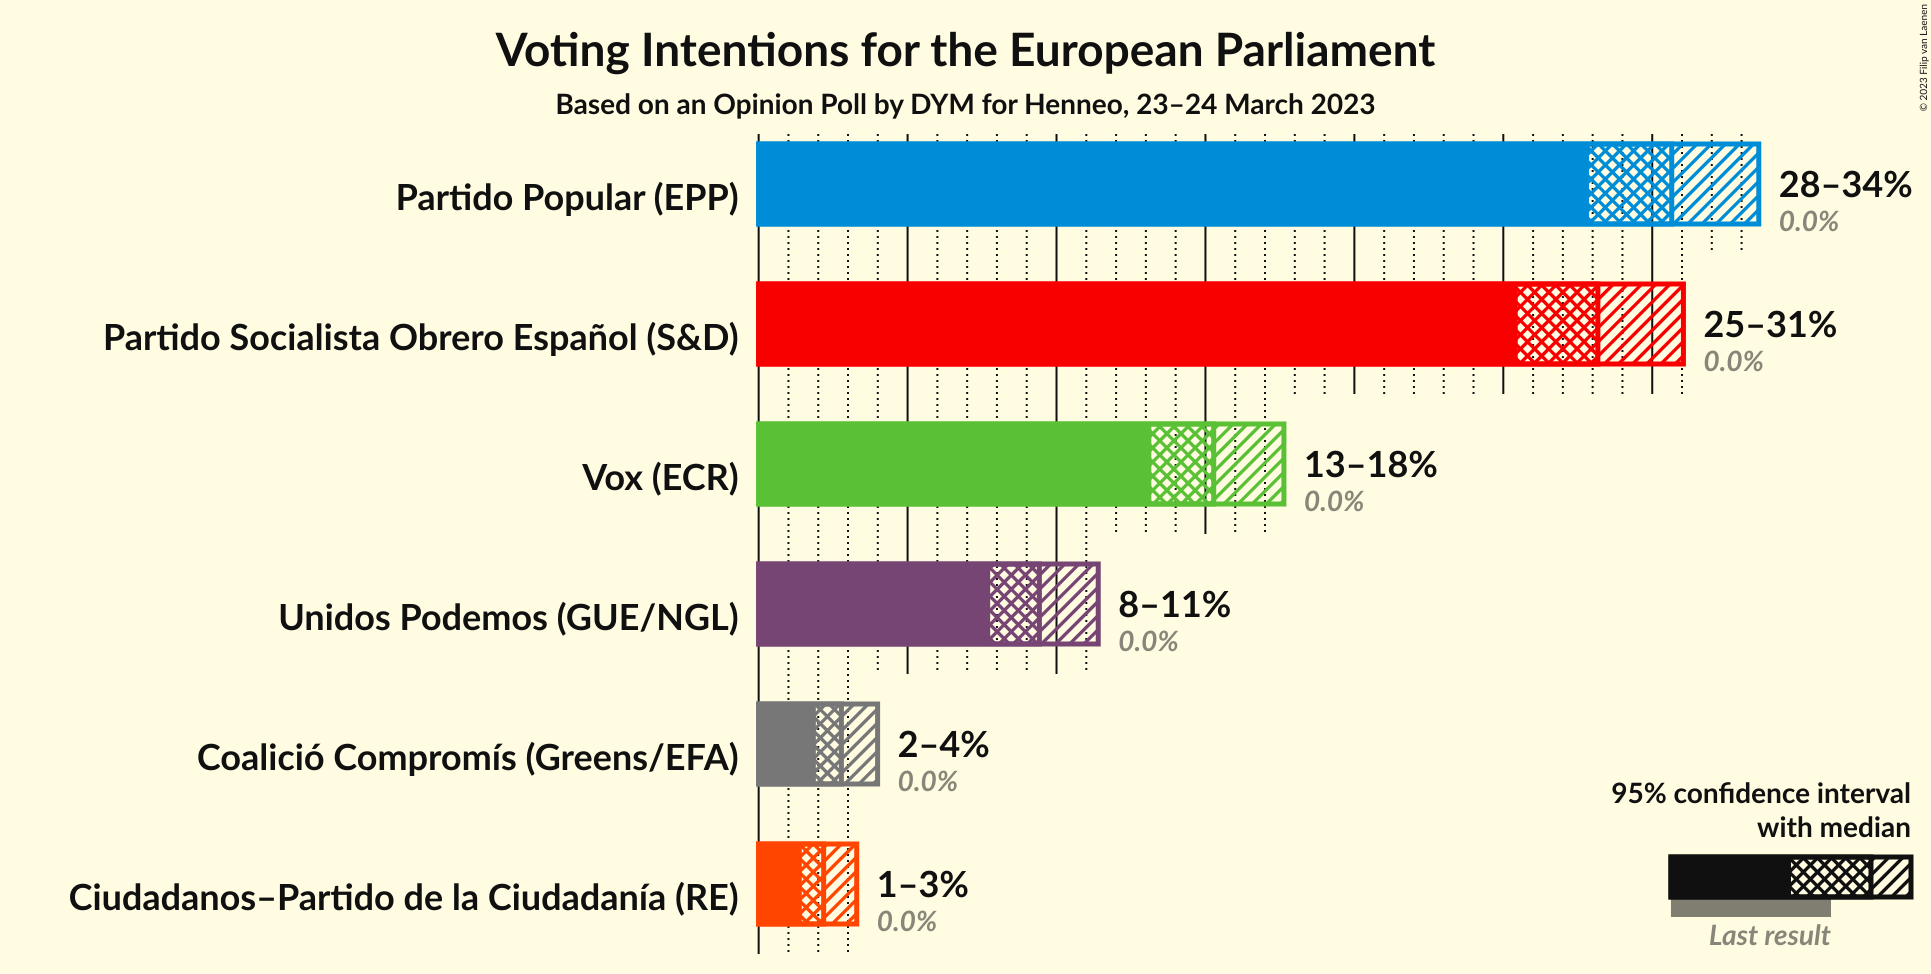 Voting Intentions for the European Parliament
Based on an Opinion Poll by DYM for Henneo, 23–24 March 2023
© 2023 Filip van Laenen
Partido Popular (EPP)
28–34%
0.0%
Partido Socialista Obrero Español (S&D)
25–31%
0.0%
Vox (ECR)
13–18%
0.0%
Unidos Podemos (GUE/NGL)
8–11%
0.0%
Coalició Compromís (Greens/EFA)
2–4%
0.0%
Ciudadanos–Partido de la Ciudadanía (RE)
1–3%
0.0%
95% confidence interval
with median
Last result